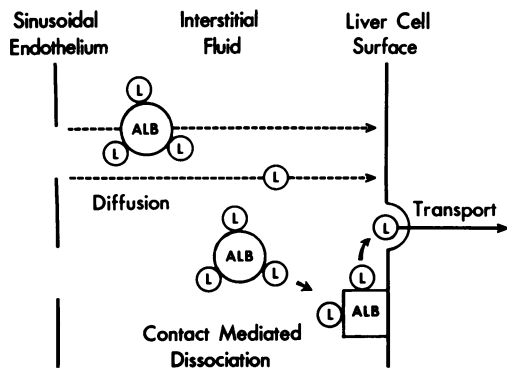 Sinusoidal
Endothelium
Interstitial
Fluid
Liver Cell
Surface
L
ALB
L
L
L
Diffusion
L
Transport
L
ALB
L
L
L
L
ALB
Contact Mediated
Dissociation